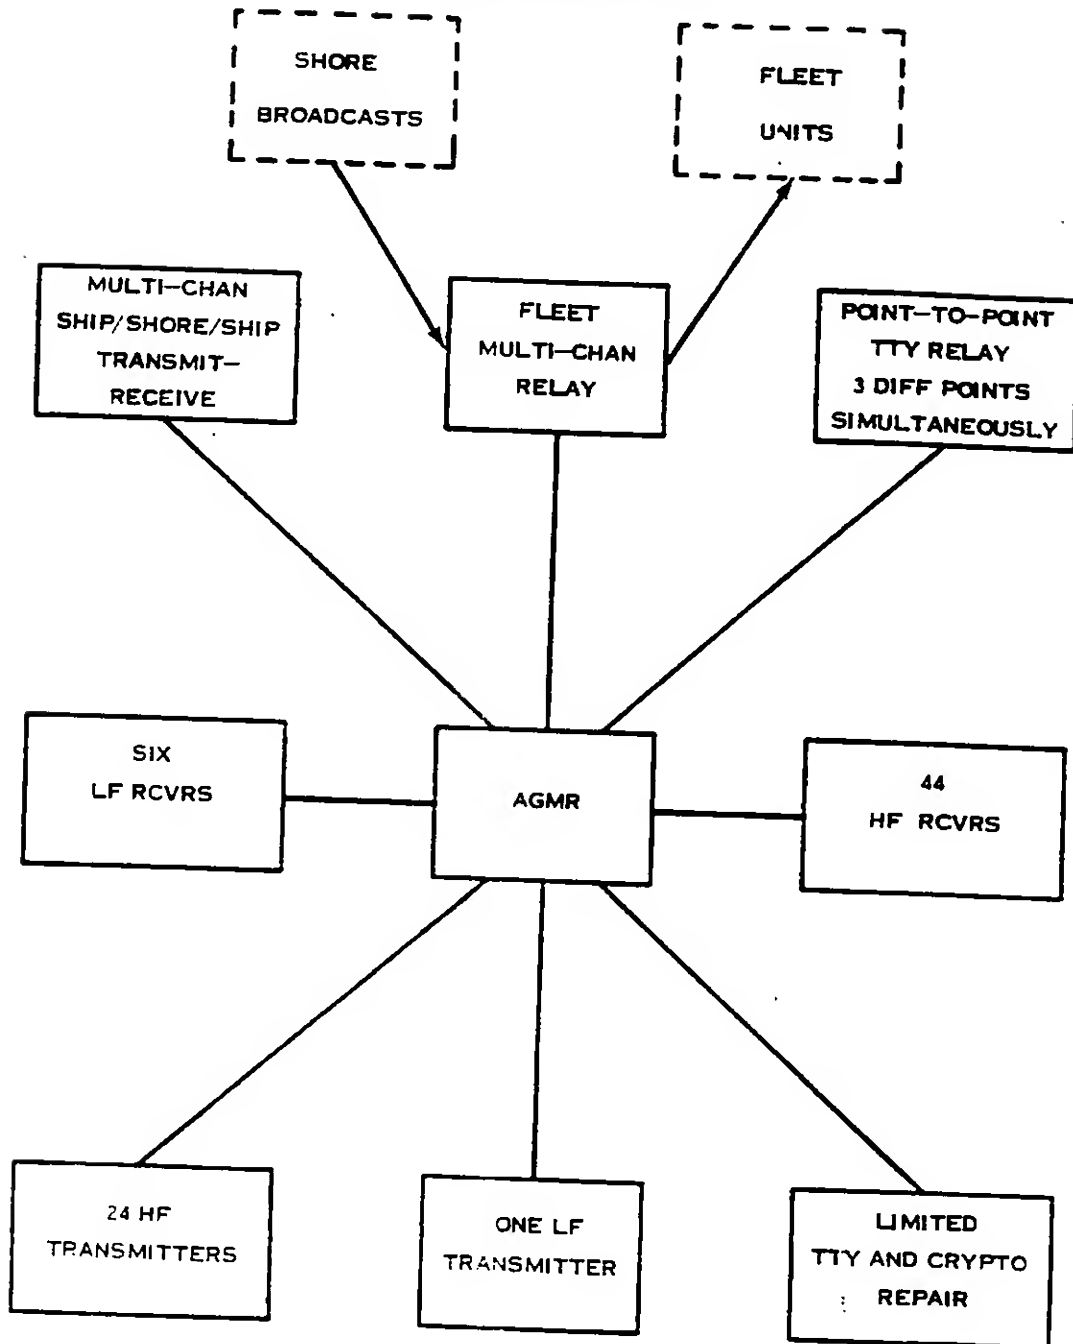 SHORE
BROADCASTS
FLEET
UNITS
MULTI-CHAN
SHIP/SHORE/SHIP
TRANSMIT-
RECEIVE
FLEET
MULTI-CHAN
RELAY
POINT-TO-POINT
TTY RELAY
3 DIFF POINTS
SIMULTANEOUSLY
SIX
LF RCVRS
AGMR
44
HF RCVRS
24 HF
TRANSMITTERS
ONE LF
TRANSMITTER
LIMITED
TTY AND CRYPTO
REPAIR